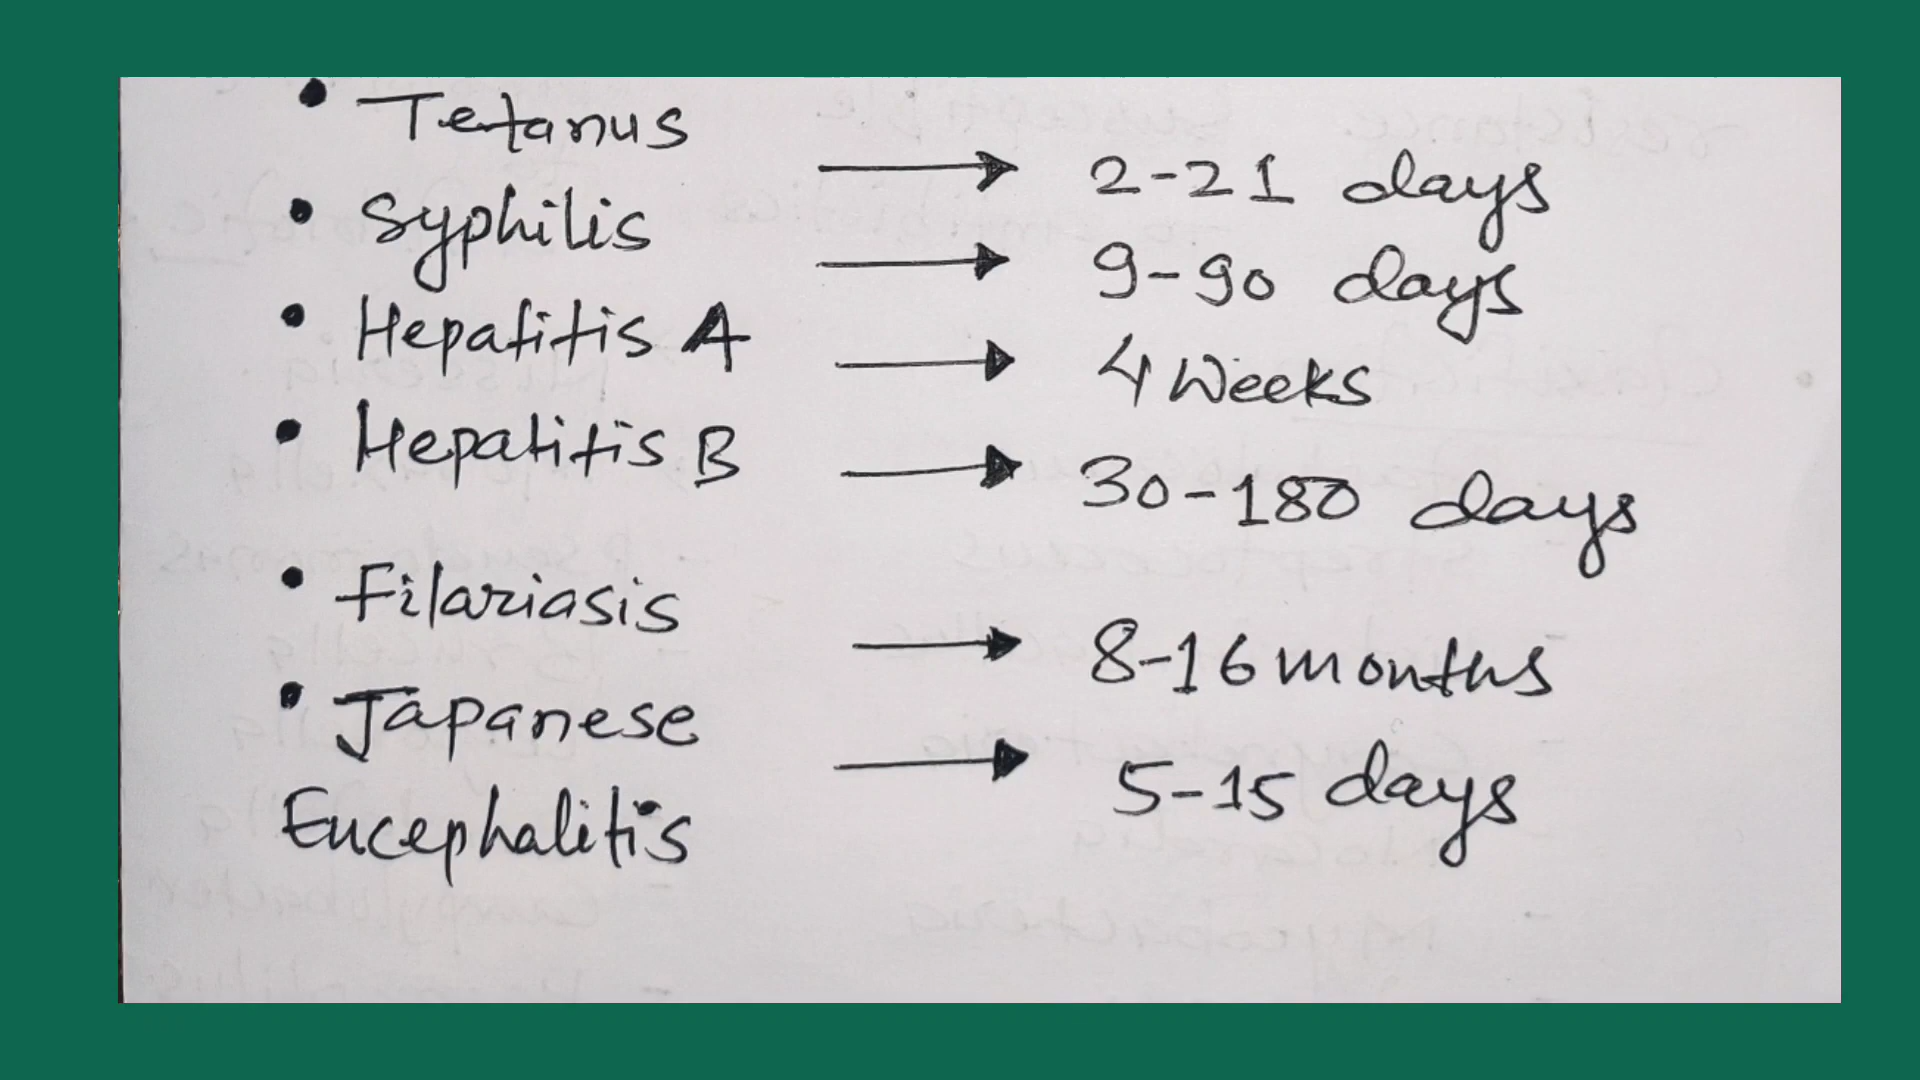 • Tetanus → 2-21 days
• Syphilis → 9-90 days
• Hepatitis A → 4 Weeks
• Hepatitis B → 30-180 days
• Filariasis → 8-16 months
• Japanese
Encephalitis → 5-15 days